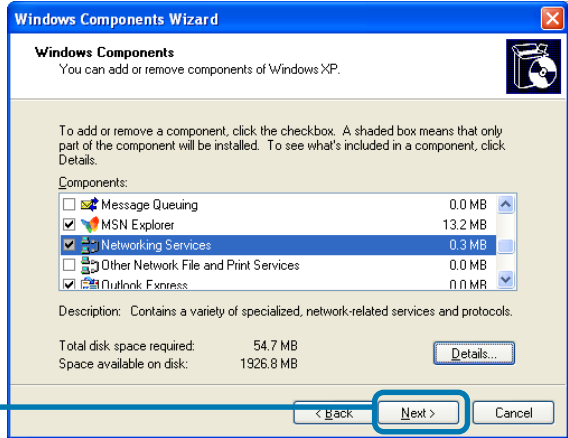 Windows Components Wizard
Windows Components
You can add or remove components of Windows XP.
To add or remove a component, click the checkbox. A shaded box means that only
part of the component will be installed. To see what's included in a component, click
Details.
Components:
Message Queuing 0.0 MB
MSN Explorer 13.2 MB
Networking Services 0.3 MB
Other Network File and Print Services 0.0 MB
Outlook Express 0.0 MB
Description: Contains a variety of specialized, network-related services and protocols.
Total disk space required: 54.7 MB
Space available on disk: 1926.8 MB
Details...
< Back Next > Cancel